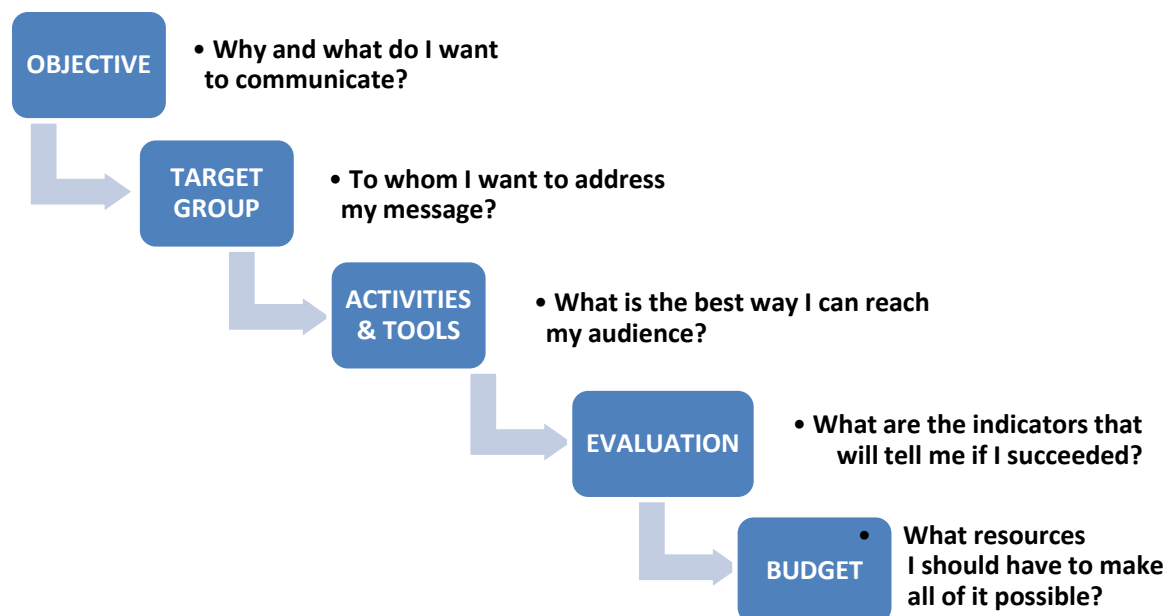 OBJECTIVE
• Why and what do I want
to communicate?
TARGET
GROUP
• To whom I want to address
my message?
ACTIVITIES
& TOOLS
• What is the best way I can reach
my audience?
EVALUATION
• What are the indicators that
will tell me if I succeeded?
BUDGET
• What resources
I should have to make
all of it possible?